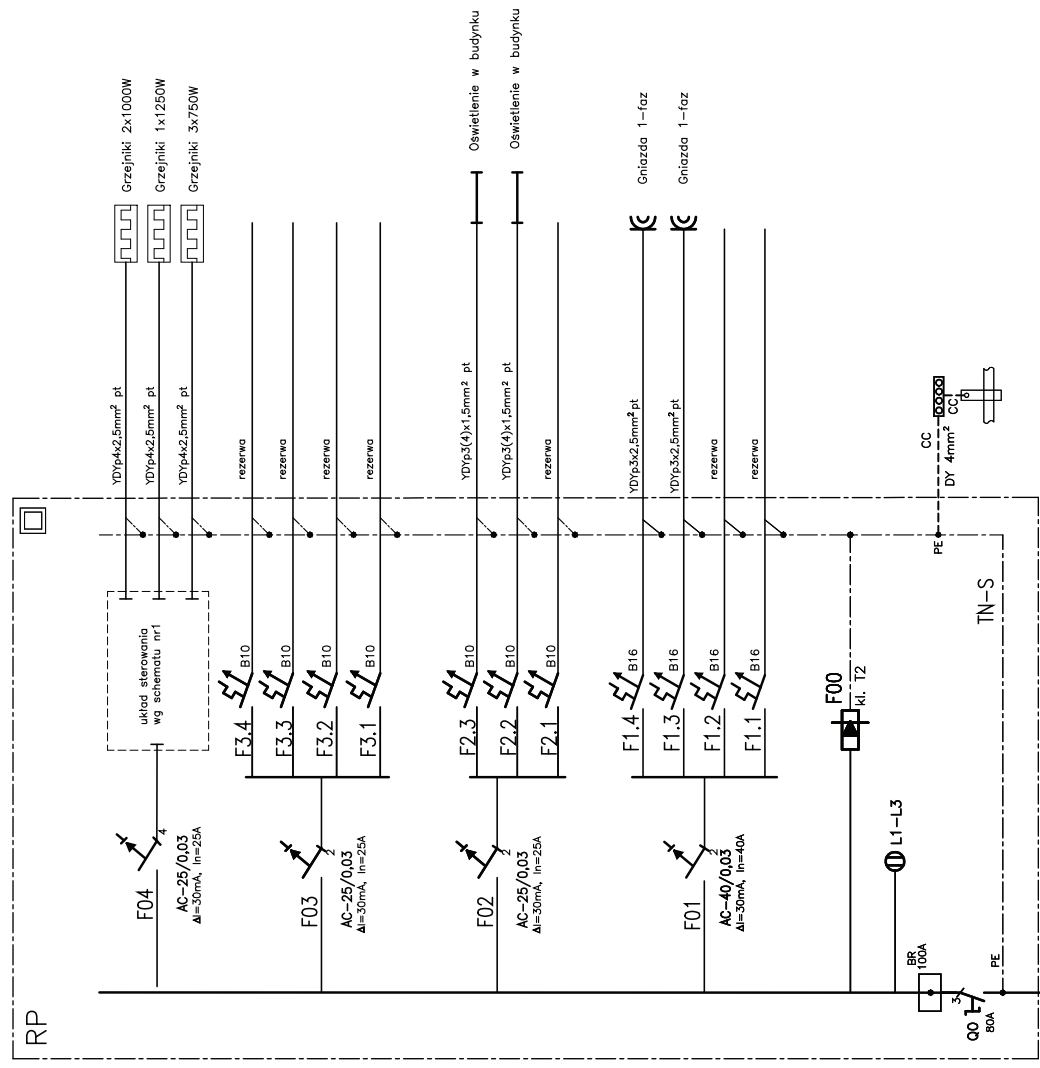 RP
Grzejniki 2x1000W
Grzejniki 1x1250W
Grzejniki 3x750W
Oświetlenie w budynku
Oświetlenie w budynku
Gniazda 1-faz
Gniazda 1-faz
YDYp4x2,5mm² pt
YDYp4x2,5mm² pt
YDYp4x2,5mm² pt
rezerwa
rezerwa
rezerwa
rezerwa
YDYp3(4)x1,5mm² pt
YDYp3(4)x1,5mm² pt
rezerwa
YDYp3x2,5mm² pt
YDYp3x2,5mm² pt
rezerwa
rezerwa
CC
DY 4mm²
CC
PE
TN-S
układ sterowania
wg schematu nr1
F3.4
B10
F3.3
B10
F3.2
B10
F3.1
B10
F2.3
B10
F2.2
B10
F2.1
B10
F1.4
B16
F1.3
B16
F1.2
B16
F1.1
B16
F00
kl. T2
F04
4
AC-25/0,03
ΔI=30mA, In=25A
F03
2
AC-25/0,03
ΔI=30mA, In=25A
F02
2
AC-25/0,03
ΔI=30mA, In=25A
F01
2
AC-40/0,03
ΔI=30mA, In=40A
L1-L3
BR
100A
3
Q0
80A
PE